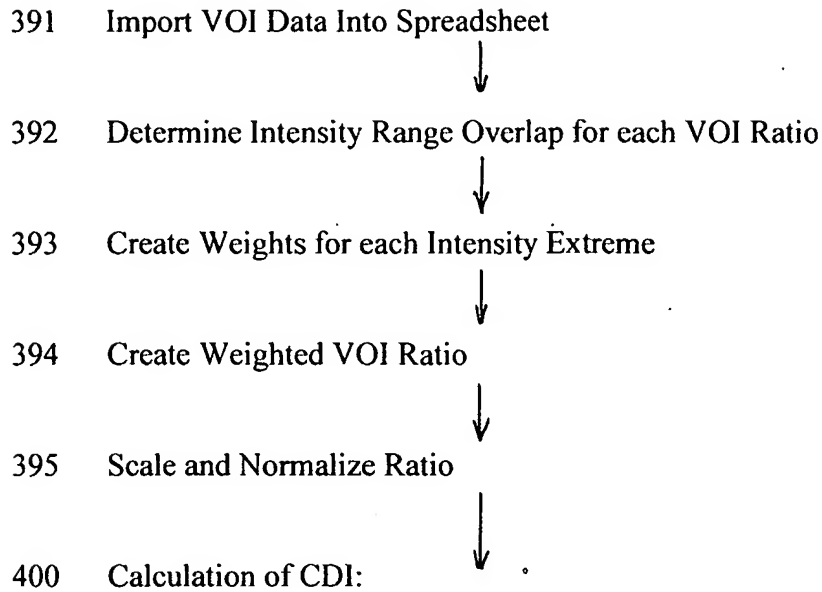 391 Import VOI Data Into Spreadsheet
392 Determine Intensity Range Overlap for each VOI Ratio
393 Create Weights for each Intensity Extreme
394 Create Weighted VOI Ratio
395 Scale and Normalize Ratio
400 Calculation of CDI: